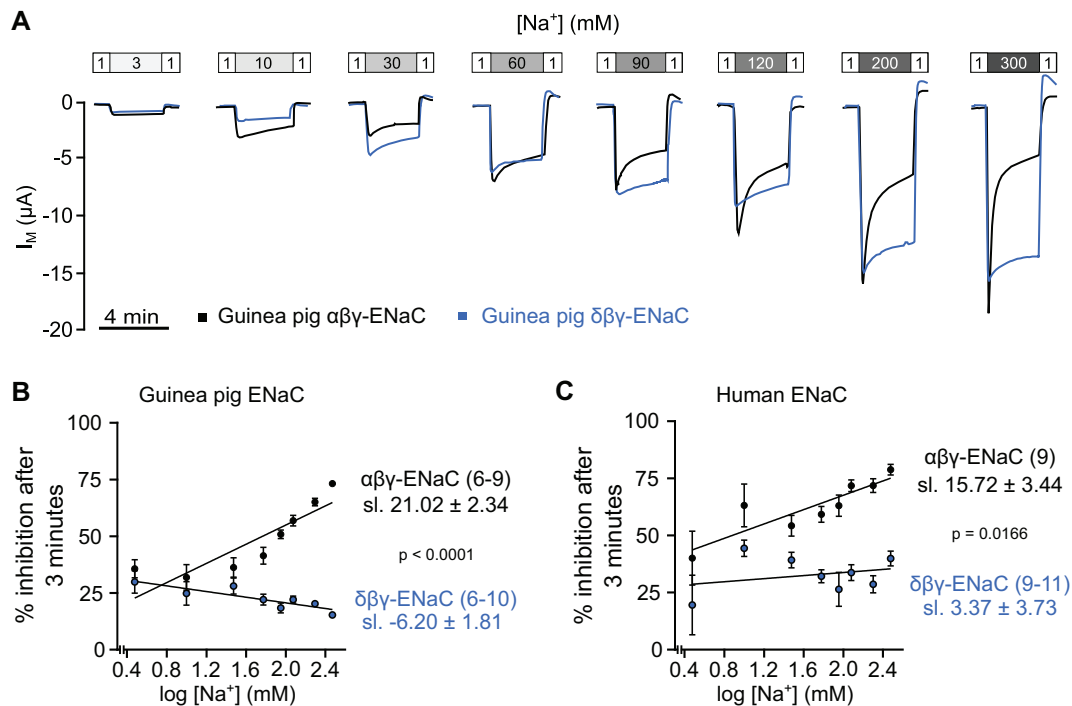 A
[Na⁺] (mM)
1 3 1 1 10 1 1 30 1 1 60 1 1 90 1 1 120 1 1 200 1 1 300 1
0
-5
-10
-15
-20
I_M (µA)
4 min
Guinea pig αβγ-ENaC
Guinea pig δβγ-ENaC
B
Guinea pig ENaC
100
75
50
25
0
% inhibition after
3 minutes
αβγ-ENaC (6-9)
sl. 21.02 ± 2.34
p < 0.0001
δβγ-ENaC (6-10)
sl. -6.20 ± 1.81
0.4 1.2 1.6 2.0 2.4
log [Na⁺] (mM)
C
Human ENaC
100
75
50
25
0
% inhibition after
3 minutes
αβγ-ENaC (9)
sl. 15.72 ± 3.44
p = 0.0166
δβγ-ENaC (9-11)
sl. 3.37 ± 3.73
0.4 1.2 1.6 2.0 2.4
log [Na⁺] (mM)